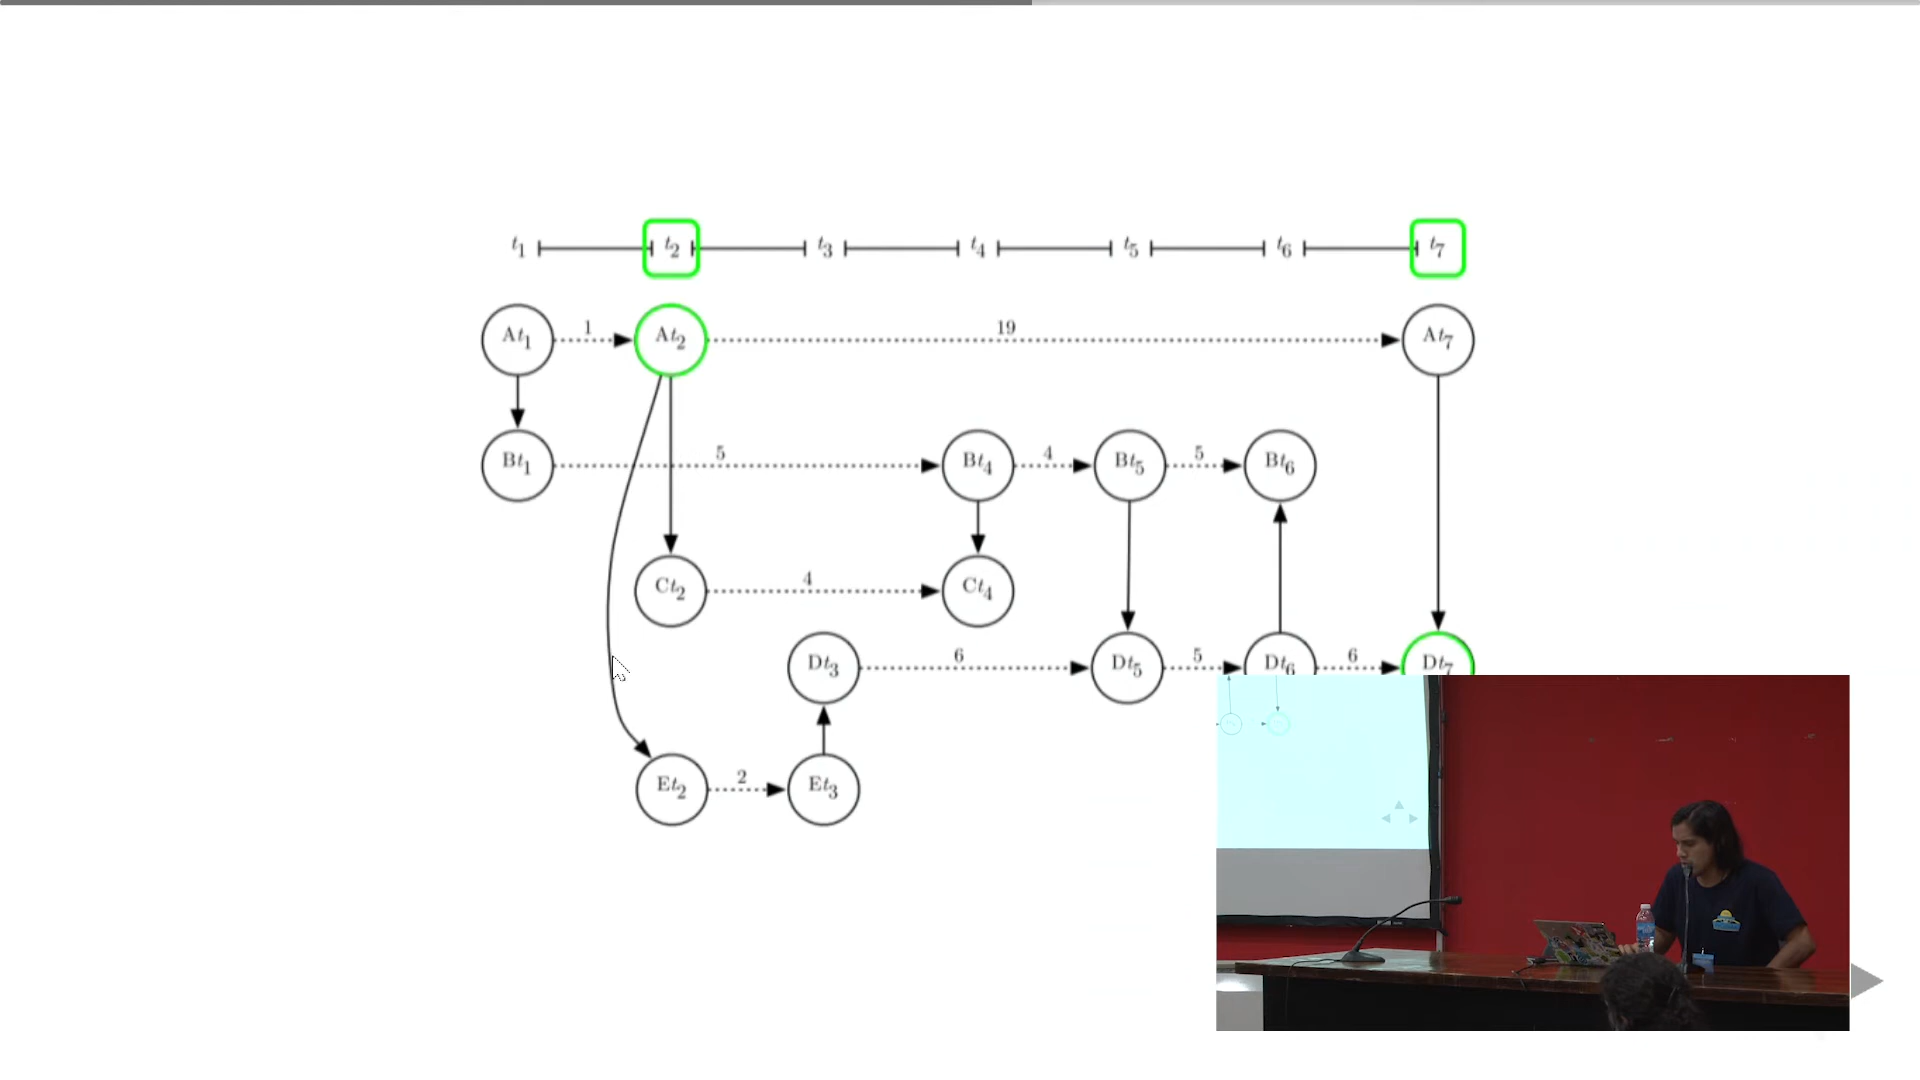 t1 t2 t3 t4 t5 t6 t7
At1 1 At2 19 At7
Bt1 5 Bt4 4 Bt5 5 Bt6
Ct2 4 Ct4
Dt3 6 Dt5 5 Dt6 6 Dt7
Et2 2 Et3